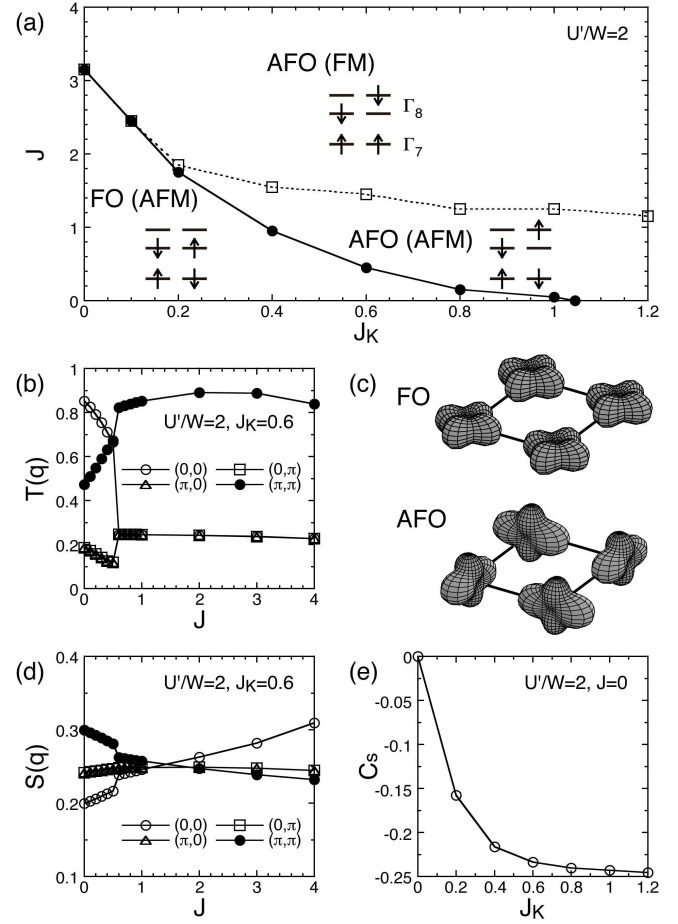 (a)
U'/W=2
AFO (FM)
Γ8
Γ7
FO (AFM)
AFO (AFM)
J
4
3
2
1
0
0 0.2 0.4 0.6 0.8 1 1.2
JK
(b)
U'/W=2, JK=0.6
(0,0) (0,π)
(π,0) (π,π)
T(q)
1
0.8
0.6
0.4
0.2
0
0 1 2 3 4
J
(c)
FO
AFO
(d)
U'/W=2, JK=0.6
(0,0) (0,π)
(π,0) (π,π)
S(q)
0.4
0.3
0.2
0.1
0 1 2 3 4
J
(e)
U'/W=2, J=0
Cs
0
-0.05
-0.1
-0.15
-0.2
-0.25
0 0.2 0.4 0.6 0.8 1.0 1.2
JK